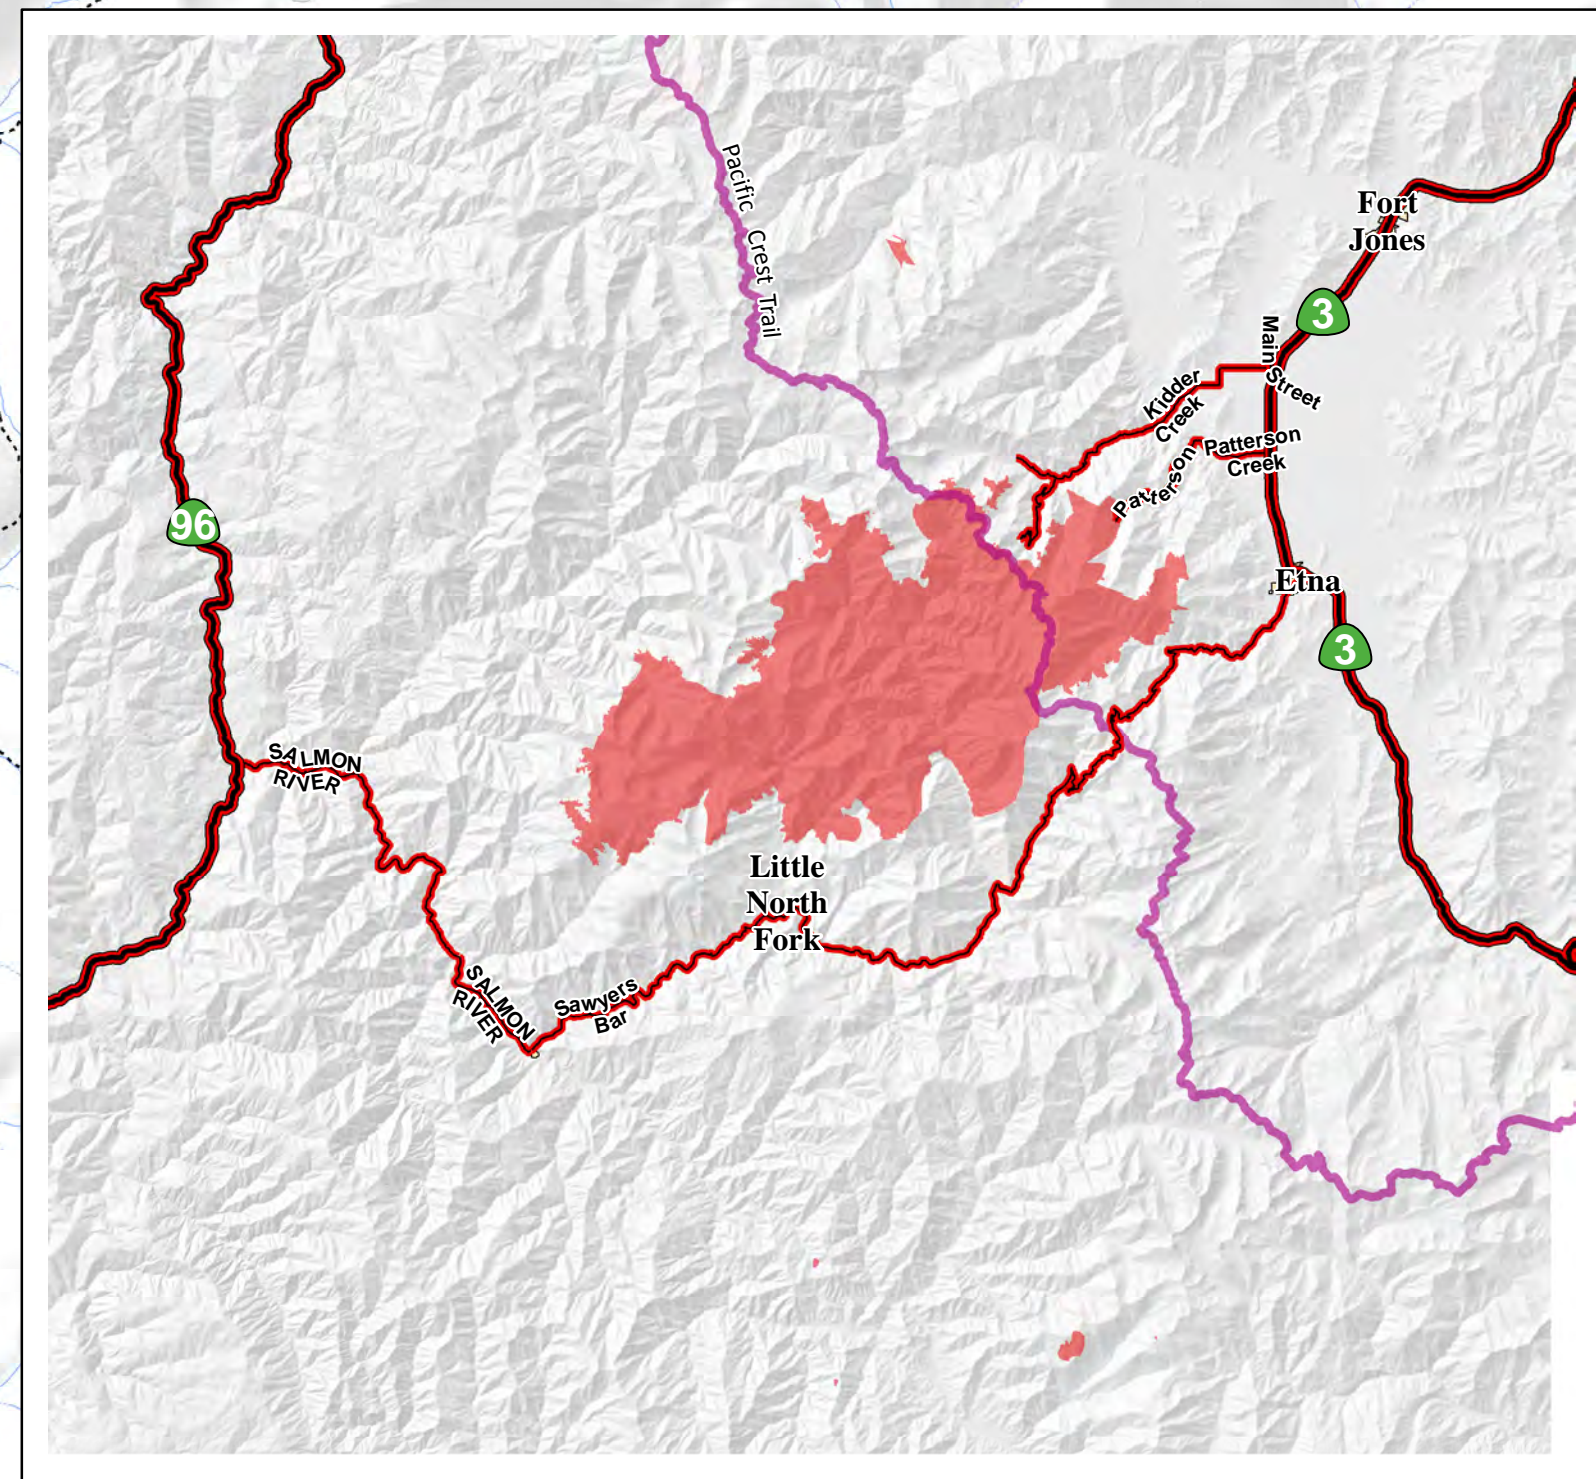 Pacific Crest Trail
Fort
Jones
3
Main
Street
Kidder
Creek
Patterson
Creek
Patterson
96
Etna
3
SALMON
RIVER
Little
North
Fork
SALMON
RIVER
Sawyers
Bar